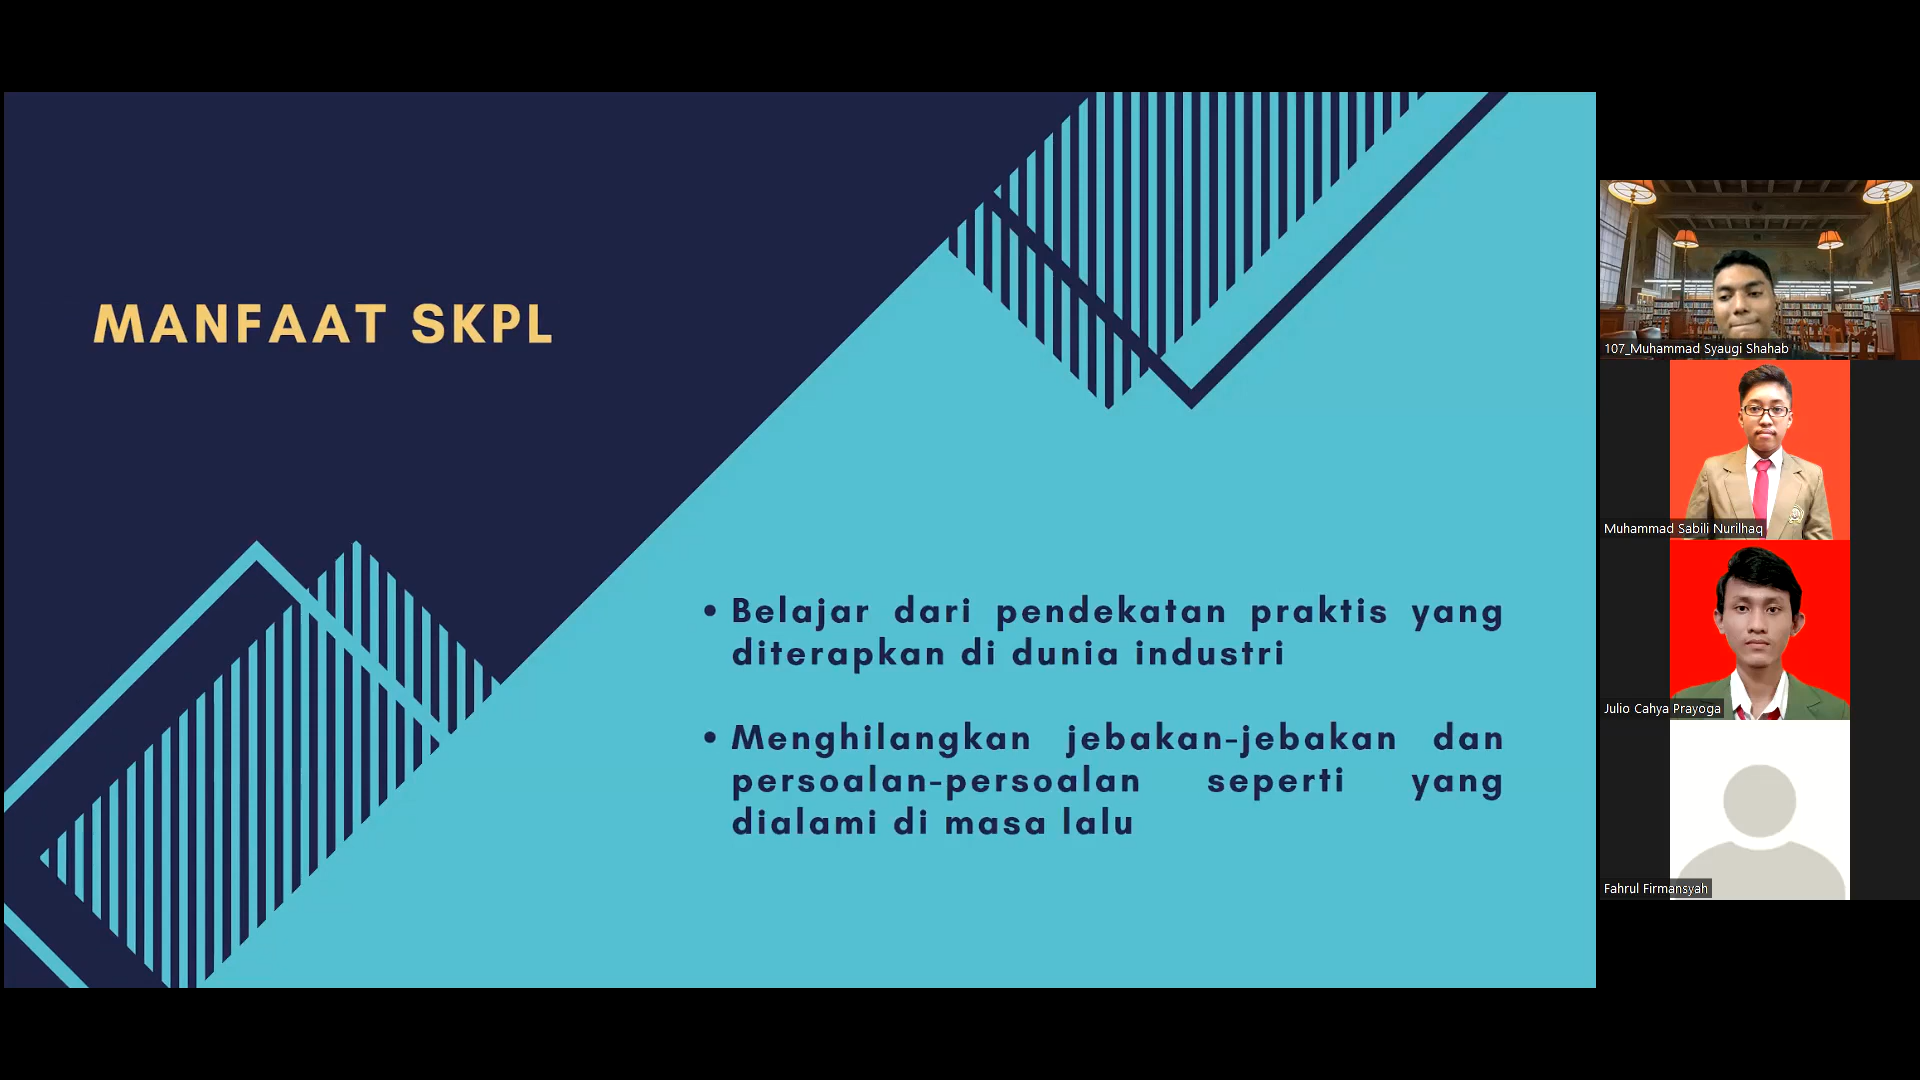 MANFAAT SKPL
• Belajar dari pendekatan praktis yang
diterapkan di dunia industri
• Menghilangkan jebakan-jebakan dan
persoalan-persoalan seperti yang
dialami di masa lalu
107_Muhammad Syaugi Shahab
Muhammad Sabili Nurilhaq
Julio Cahya Prayoga
Fahrul Firmansyah